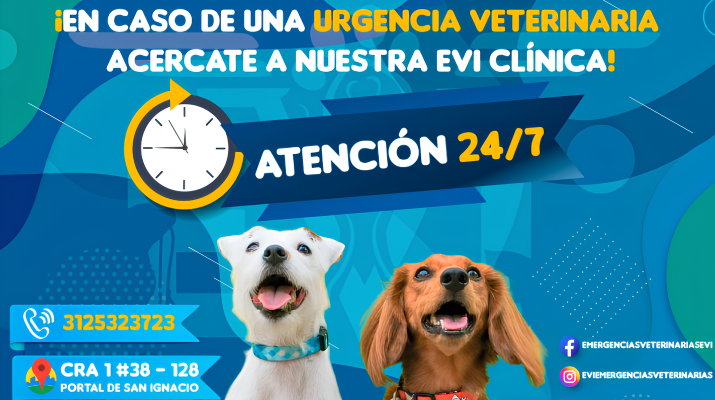 ¡EN CASO DE UNA URGENCIA VETERINARIA
ACERCATE A NUESTRA EVI CLÍNICA!
ATENCIÓN 24/7
3125323723
CRA 1 #38 - 128
PORTAL DE SAN IGNACIO
EMERGENCIASVETERINARIASEVI
EVIEMERGENCIASVETERINARIAS